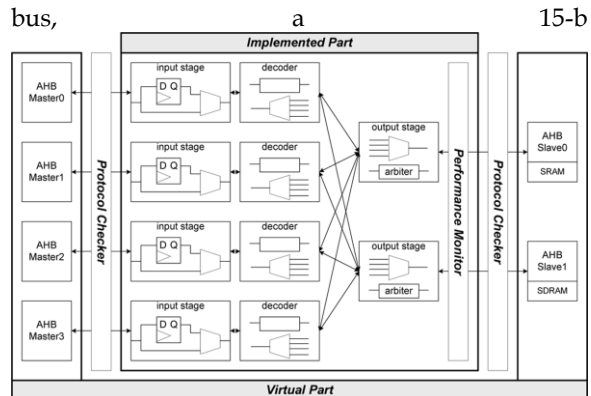 bus, a 15-b
Implemented Part
input stage decoder
D Q
AHB Master0
input stage decoder
D Q
AHB Master1
input stage decoder
D Q
AHB Master2
input stage decoder
D Q
AHB Master3
Protocol Checker
output stage
arbiter
output stage
arbiter
Performance Monitor
Protocol Checker
AHB
Slave0
SRAM
AHB
Slave1
SDRAM
Virtual Part